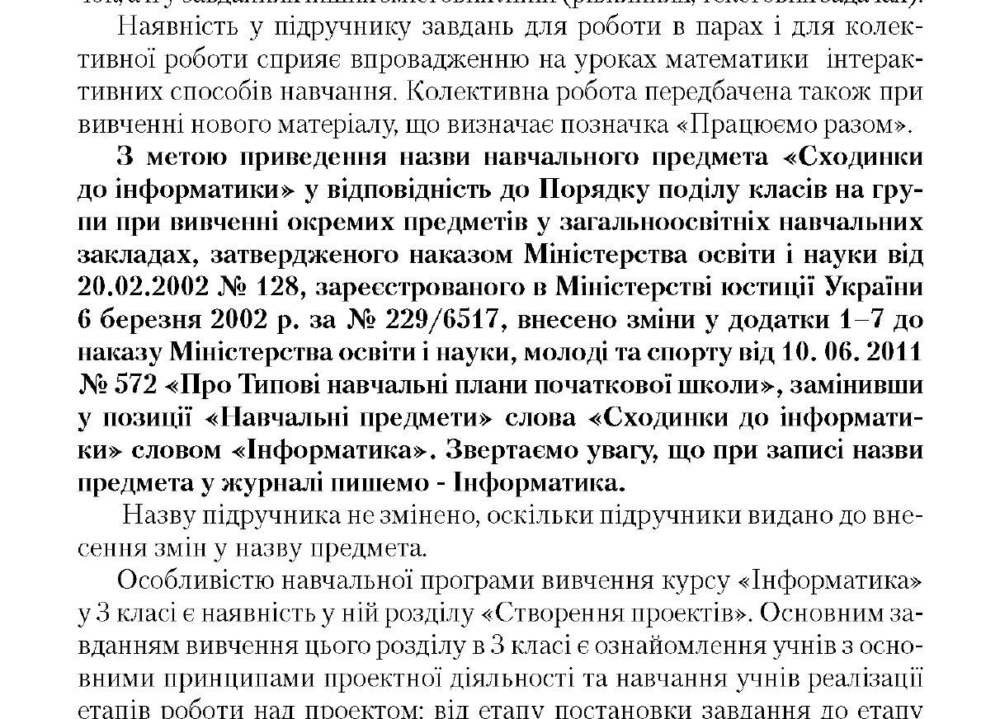 Наявність у підручнику завдань для роботи в парах і для колек-
тивної роботи сприяє впровадженню на уроках математики інтерак-
тивних способів навчання. Колективна робота передбачена також при
вивченні нового матеріалу, що визначає позначка «Працюємо разом».
З метою приведення назви навчального предмета «Сходинки
до інформатики» у відповідність до Порядку поділу класів на гру-
пи при вивченні окремих предметів у загальноосвітніх навчальних
закладах, затвердженого наказом Міністерства освіти і науки від
20.02.2002 № 128, зареєстрованого в Міністерстві юстиції України
6 березня 2002 р. за № 229/6517, внесено зміни у додатки 1–7 до
наказу Міністерства освіти і науки, молоді та спорту від 10. 06. 2011
№ 572 «Про Типові навчальні плани початкової школи», замінивши
у позиції «Навчальні предмети» слова «Сходинки до інформати-
ки» словом «Інформатика». Звертаємо увагу, що при записі назви
предмета у журналі пишемо - Інформатика.
Назву підручника не змінено, оскільки підручники видано до вне-
сення змін у назву предмета.
Особливістю навчальної програми вивчення курсу «Інформатика»
у 3 класі є наявність у ній розділу «Створення проектів». Основним за-
вданням вивчення цього розділу в 3 класі є ознайомлення учнів з осно-
вними принципами проектної діяльності та навчання учнів реалізації
етапів роботи над проектом: від етапу постановки завдання до етапу